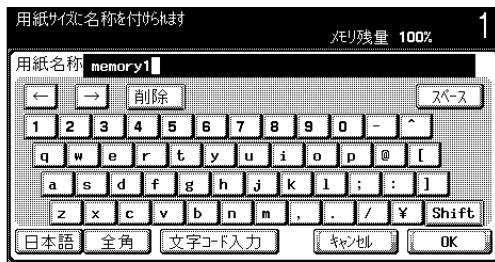 用紙サイズに名称を付けられます
メモリ残量 100% 1
用紙名称 memory1
← → 削除 スペース
1 2 3 4 5 6 7 8 9 0 - ^
q w e r t y u i o p @ [
a s d f g h j k l ; : ]
z x c v b n m , . / ¥ Shift
日本語 全角 文字コード入力 キャンセル OK